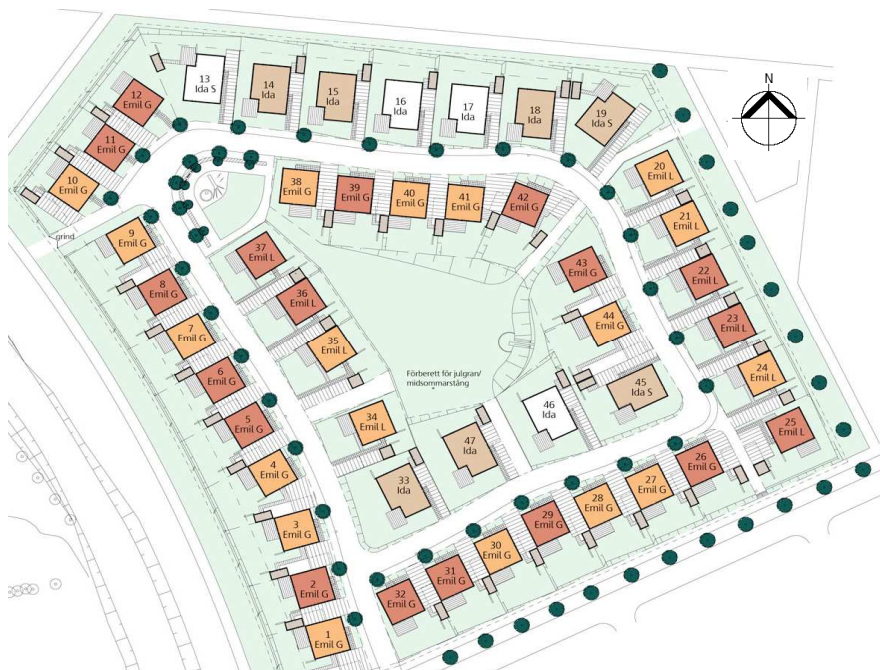 N
13
Ida S
14
Ida
15
Ida
16
Ida
17
Ida
18
Ida
19
Ida S
12
Emil G
11
Emil G
10
Emil G
20
Emil L
21
Emil L
22
Emil L
23
Emil L
24
Emil L
25
Emil L
38
Emil G
39
Emil G
40
Emil G
41
Emil G
42
Emil G
43
Emil G
44
Emil G
45
Ida S
46
Ida
47
Ida
37
Emil L
36
Emil L
35
Emil L
34
Emil L
33
Ida
grind
Förberett för julgran/
midsommarstång
9
Emil G
8
Emil G
7
Emil G
6
Emil G
5
Emil G
4
Emil G
3
Emil G
2
Emil G
1
Emil G
26
Emil G
27
Emil G
28
Emil G
29
Emil G
30
Emil G
31
Emil G
32
Emil G